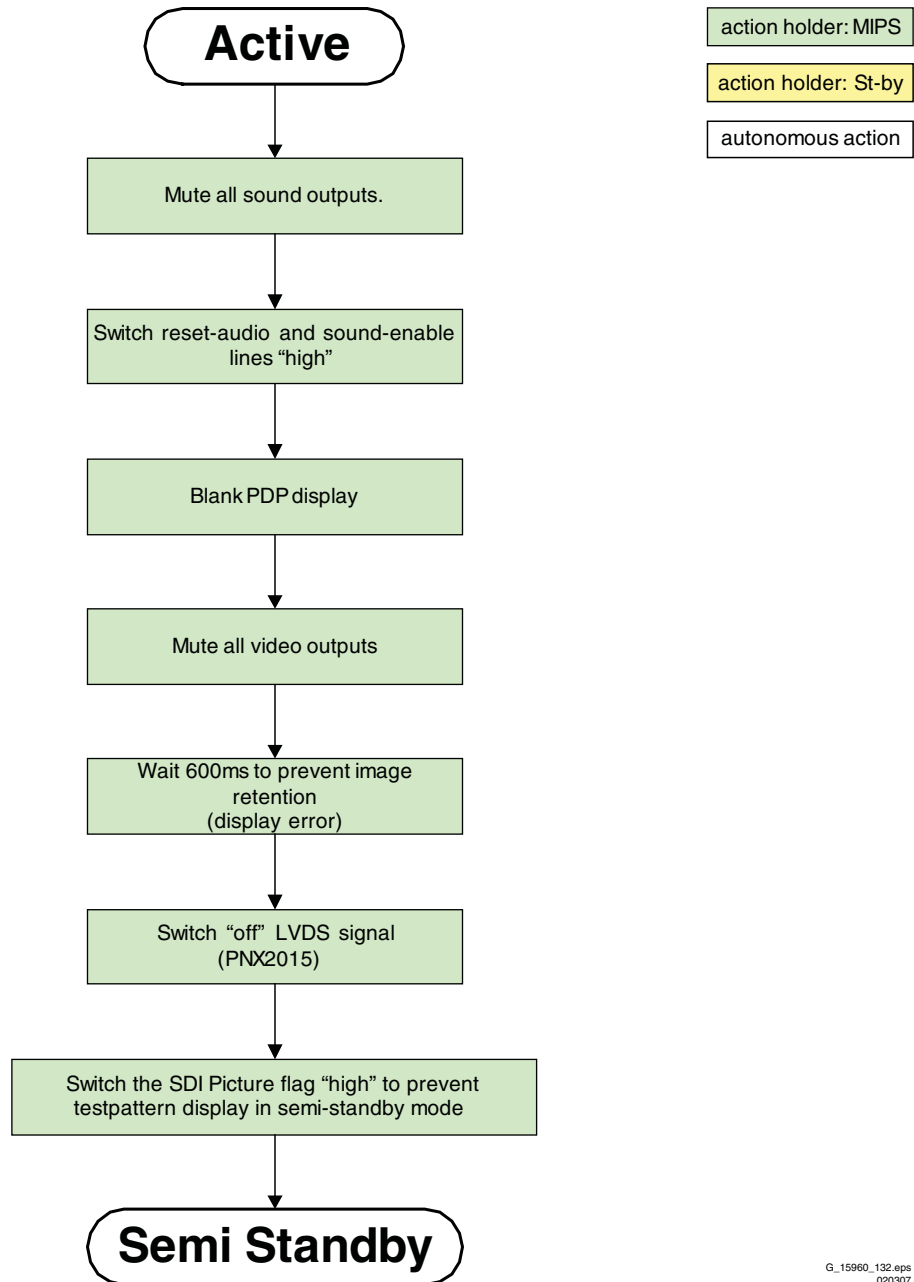 Active
action holder: MIPS
action holder: St-by
autonomous action
Mute all sound outputs.
Switch reset-audio and sound-enable
lines “high”
Blank PDP display
Mute all video outputs
Wait 600ms to prevent image
retention
(display error)
Switch “off” LVDS signal
(PNX2015)
Switch the SDI Picture flag “high” to prevent
testpattern display in semi-standby mode
Semi Standby
G_15960_132.eps
020307